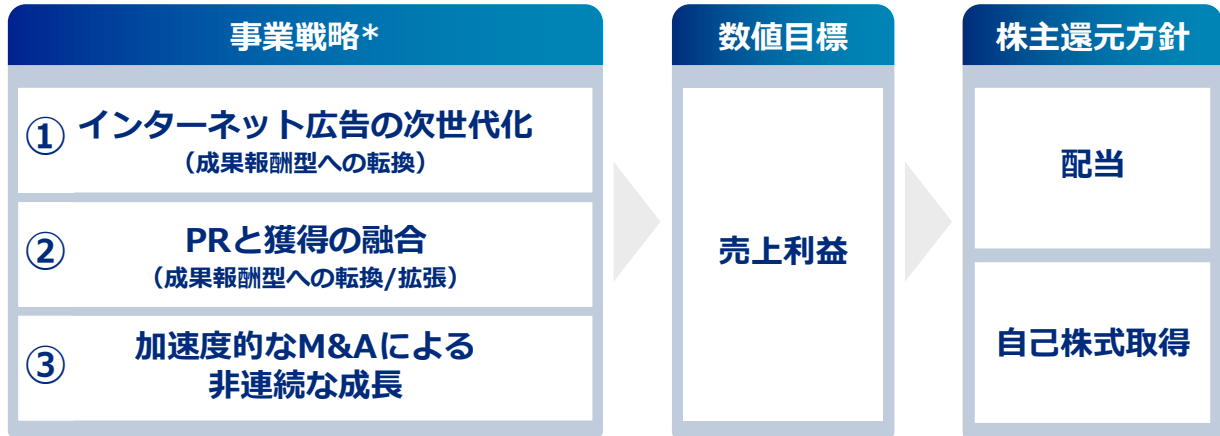 事業戦略*
① インターネット広告の次世代化
（成果報酬型への転換）
② PRと獲得の融合
（成果報酬型への転換/拡張）
③ 加速度的なM&Aによる
非連続な成長
数値目標
売上利益
株主還元方針
配当
自己株式取得